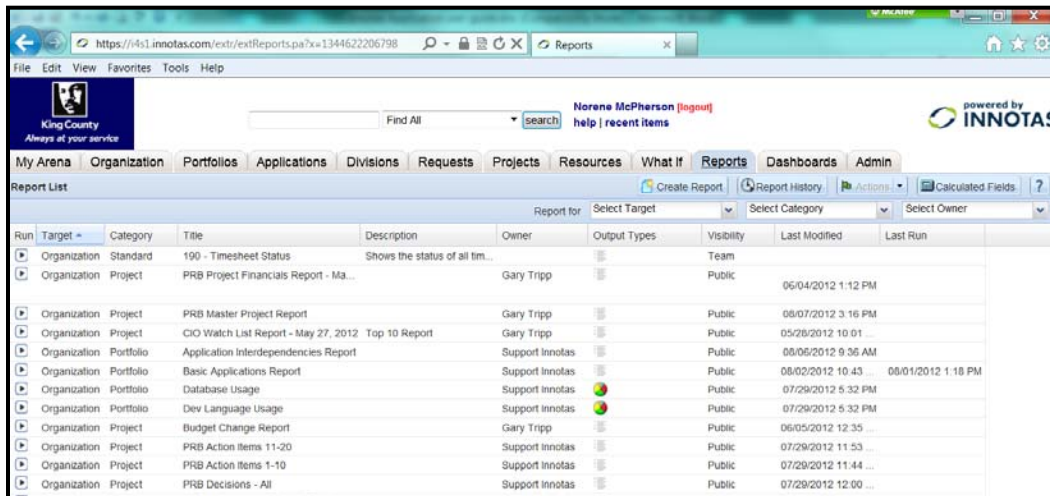 McAfee
https://i4s1.innotas.com/extr/extReports.pa?x=1344622206798 Reports
File Edit View Favorites Tools Help
King County
Always at your service
Find All search
Norene McPherson [logout]
help | recent items
powered by
INNOTAS
My Arena Organization Portfolios Applications Divisions Requests Projects Resources What If Reports Dashboards Admin
Report List Create Report Report History Actions Calculated Fields ?
Report for Select Target Select Category Select Owner
Run Target Category Title Description Owner Output Types Visibility Last Modified Last Run
Organization Standard 190 - Timesheet Status Shows the status of all tim... Team
Organization Project PRB Project Financials Report - Ma... Gary Tripp Public 06/04/2012 1:12 PM
Organization Project PRB Master Project Report Gary Tripp Public 08/07/2012 3:16 PM
Organization Project CIO Watch List Report - May 27, 2012 Top 10 Report Gary Tripp Public 05/28/2012 10:01 ...
Organization Portfolio Application Interdependencies Report Support Innotas Public 08/06/2012 9:36 AM
Organization Portfolio Basic Applications Report Support Innotas Public 08/02/2012 10:43 ... 08/01/2012 1:18 PM
Organization Portfolio Database Usage Support Innotas Public 07/29/2012 5:32 PM
Organization Portfolio Dev Language Usage Support Innotas Public 07/29/2012 5:32 PM
Organization Project Budget Change Report Gary Tripp Public 06/05/2012 12:35 ...
Organization Project PRB Action Items 11-20 Support Innotas Public 07/29/2012 11:53 ...
Organization Project PRB Action Items 1-10 Support Innotas Public 07/29/2012 11:44 ...
Organization Project PRB Decisions - All Support Innotas Public 07/29/2012 12:00 ...